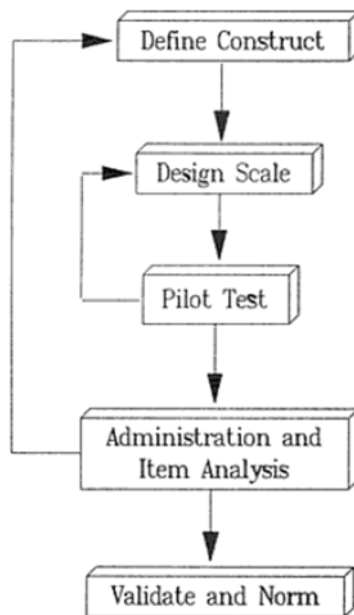 Define Construct
Design Scale
Pilot Test
Administration and
Item Analysis
Validate and Norm